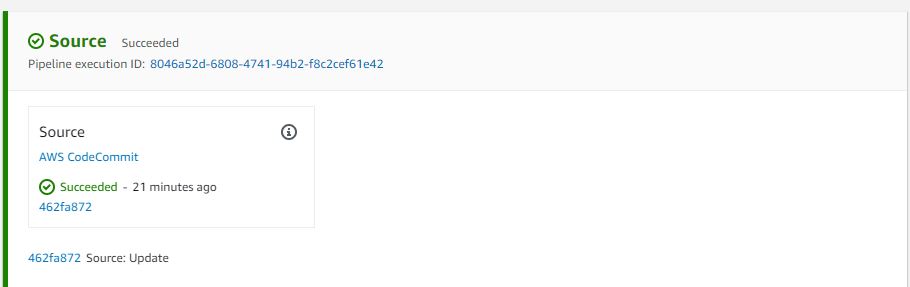 Source Succeeded
Pipeline execution ID: 8046a52d-6808-4741-94b2-f8c2cef61e42
Source
AWS CodeCommit
Succeeded - 21 minutes ago
462fa872
462fa872 Source: Update